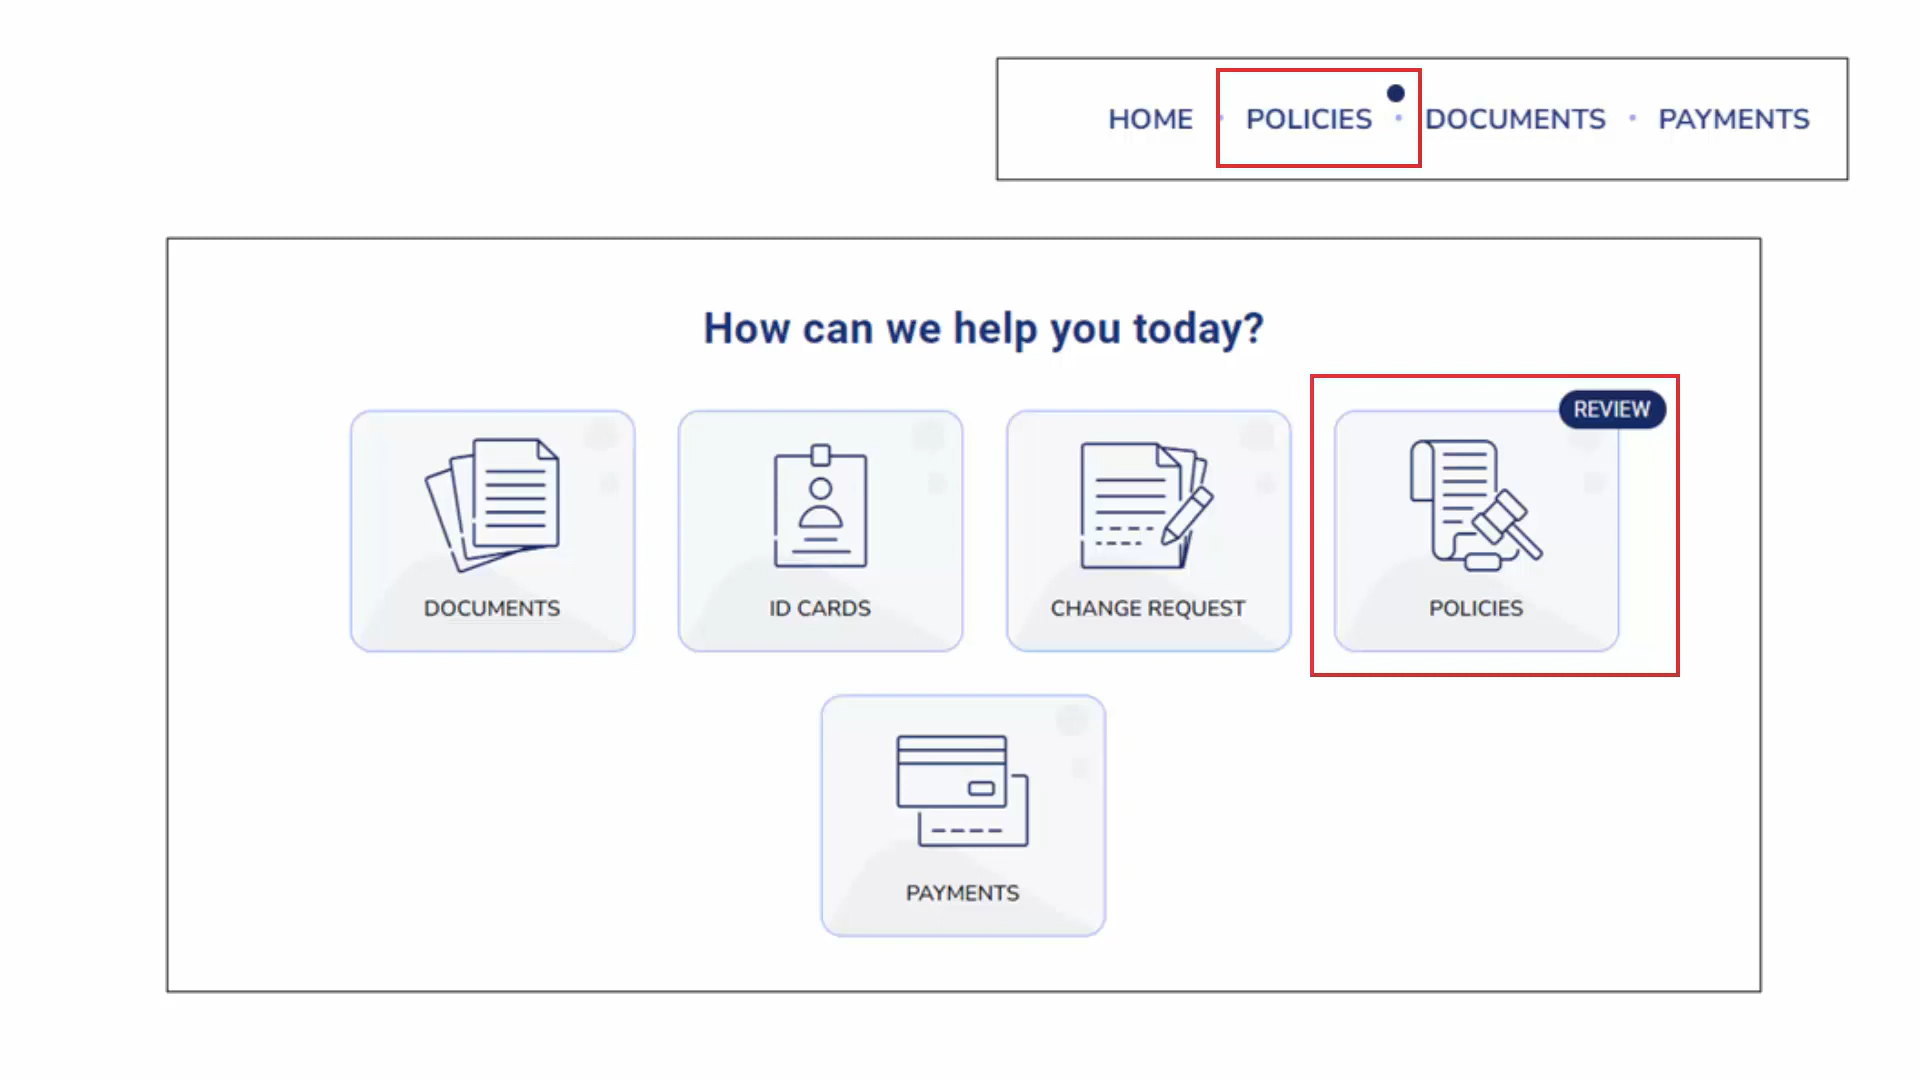 HOME · POLICIES · DOCUMENTS · PAYMENTS
How can we help you today?
REVIEW
DOCUMENTS
ID CARDS
CHANGE REQUEST
POLICIES
PAYMENTS